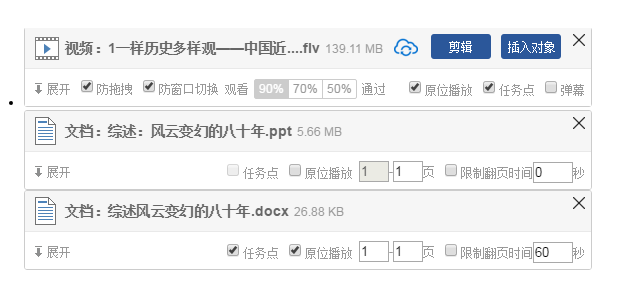 视频：1一样历史多样观——中国近....flv 139.11 MB 剪辑 插入对象
展开 防拖拽 防窗口切换 观看 90% 70% 50% 通过 原位播放 任务点 弹幕
文档：综述：风云变幻的八十年.ppt 5.66 MB
展开 任务点 原位播放 1-1页 限制翻页时间0秒
文档：综述风云变幻的八十年.docx 26.88 KB
展开 任务点 原位播放 1-1页 限制翻页时间60秒